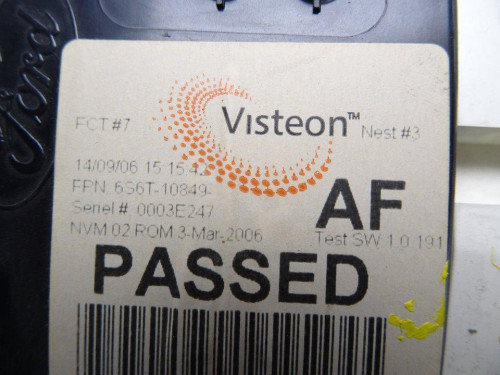 Ford
Visteon™
FCT #7 Nest #3
14/09/06 15:15:42
FPN: 6S6T-10849-
AF
Serial # 0003E247
NVM 02 ROM 3-Mar-2006 Test SW 1.0.191
PASSED